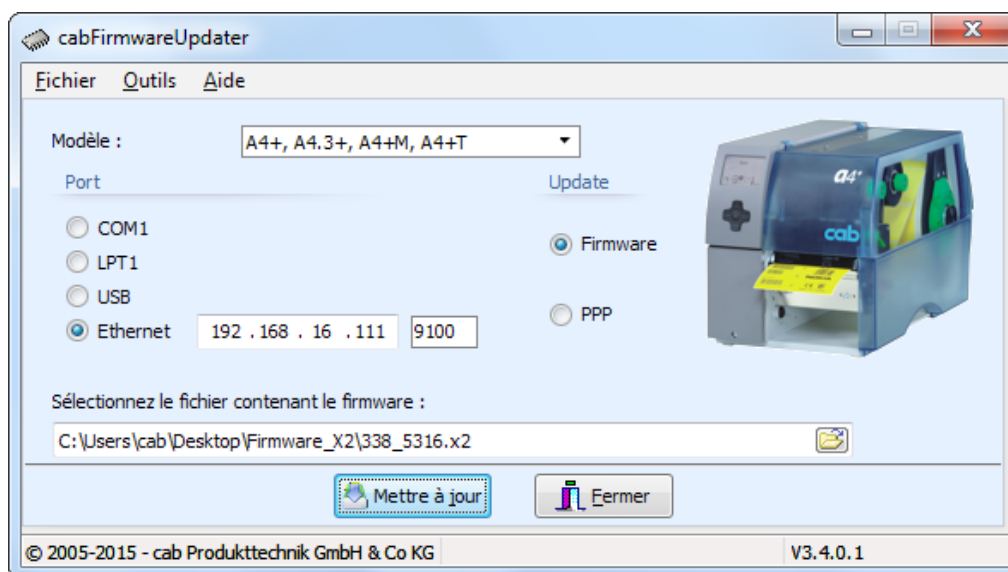 cabFirmwareUpdater
Fichier Outils Aide
Modèle : A4+, A4.3+, A4+M, A4+T
Port
Update
COM1
LPT1
USB
Ethernet 192 . 168 . 16 . 111 9100
Firmware
PPP
a4+
cab
Sélectionnez le fichier contenant le firmware :
C:\Users\cab\Desktop\Firmware_X2\338_5316.x2
Mettre à jour Fermer
© 2005-2015 - cab Produkttechnik GmbH & Co KG V3.4.0.1